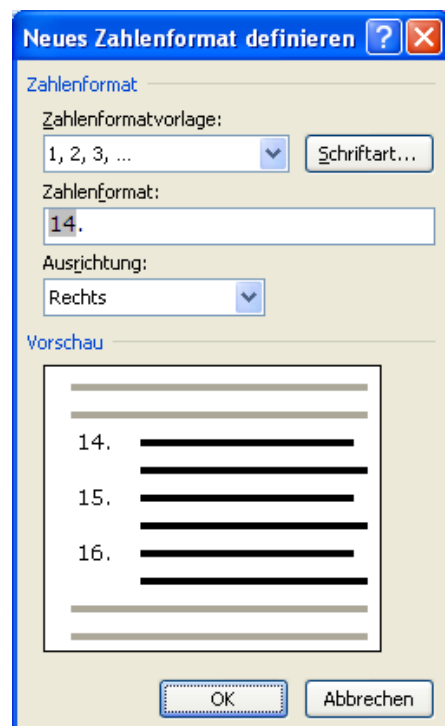 Neues Zahlenformat definieren
Zahlenformat
Zahlenformatvorlage:
1, 2, 3, ...
Schriftart...
Zahlenformat:
14.
Ausrichtung:
Rechts
Vorschau
14.
15.
16.
OK Abbrechen